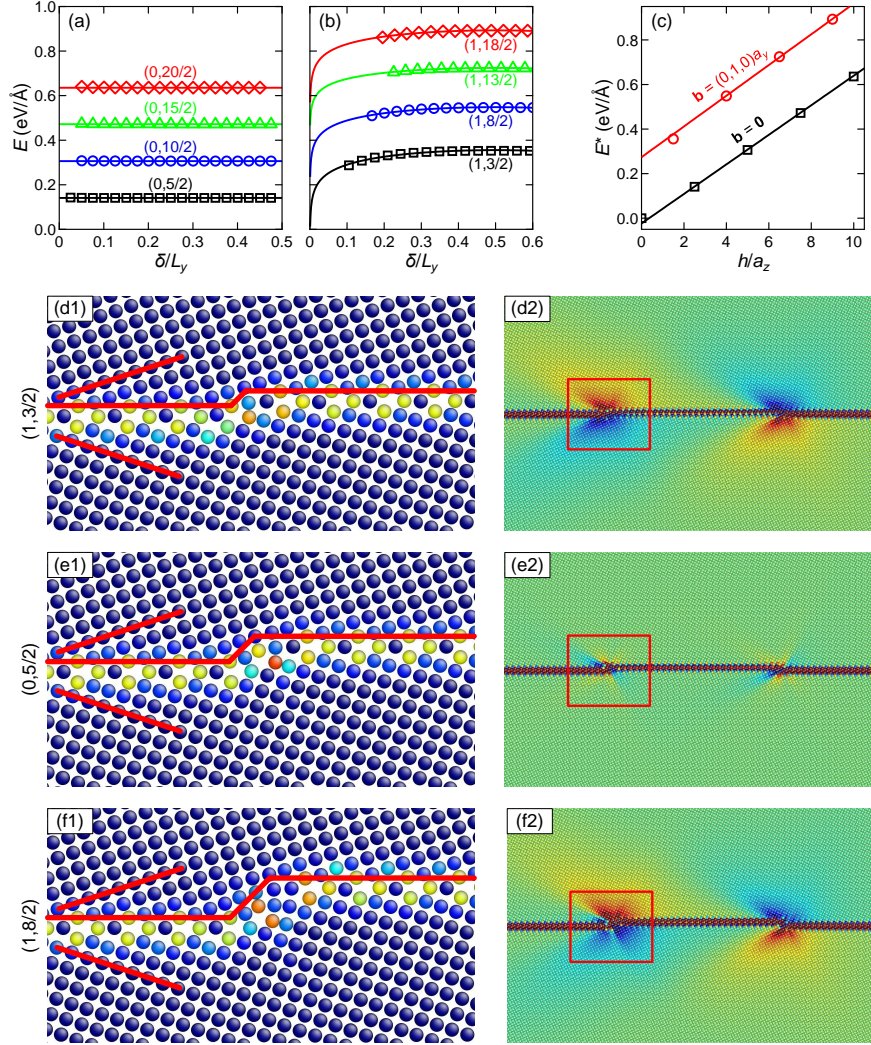 (a)
E (eV/Å)
1.0
0.8
0.6
0.4
0.2
0.0
(0,20/2)
(0,15/2)
(0,10/2)
(0,5/2)
0 0.1 0.2 0.3 0.4 0.5
δ/Ly
(b)
(1,18/2)
(1,13/2)
(1,8/2)
(1,3/2)
0 0.1 0.2 0.3 0.4 0.5 0.6
δ/Ly
(c)
E* (eV/Å)
0.8
0.6
0.4
0.2
0.0
b = (0,1,0)ay
b = 0
0 2 4 6 8 10
h/az
(d1)
(1,3/2)
(d2)
(e1)
(0,5/2)
(e2)
(f1)
(1,8/2)
(f2)